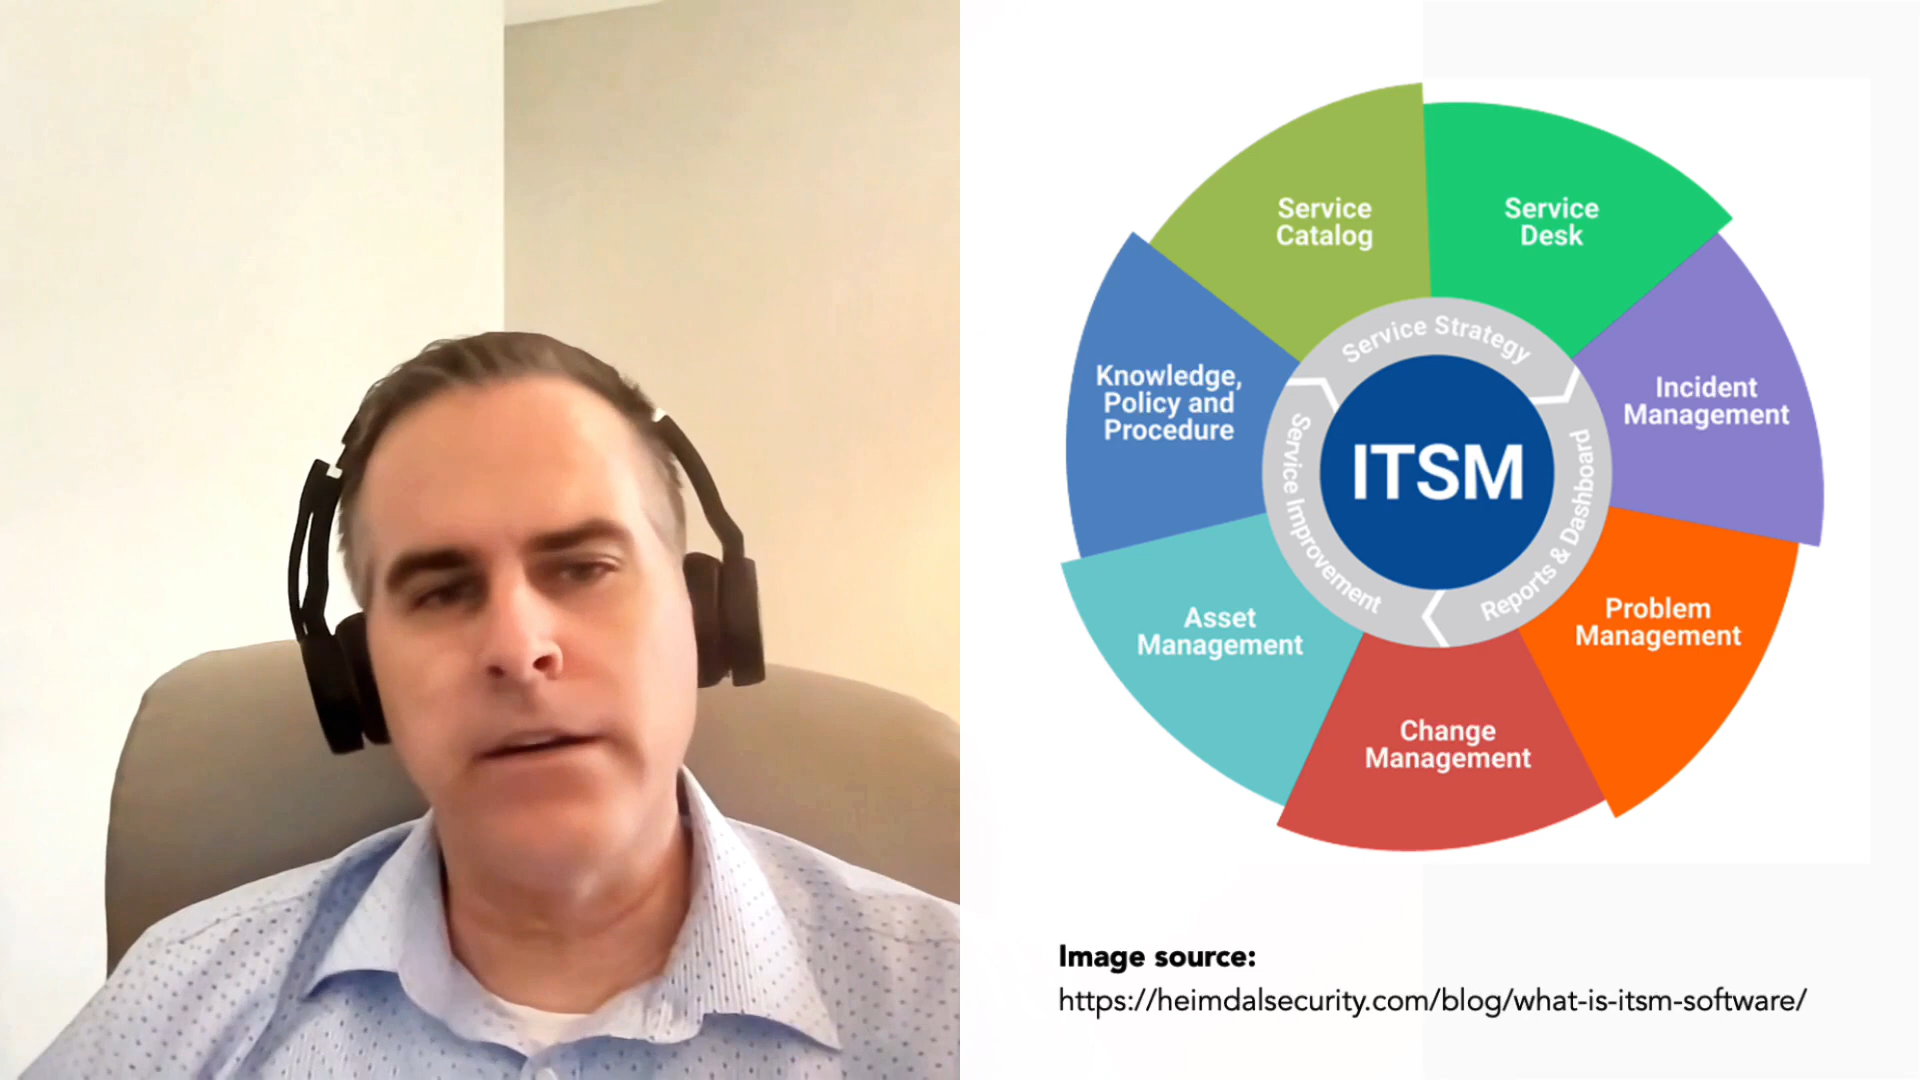 Service
Catalog
Service
Desk
Knowledge,
Policy and
Procedure
Incident
Management
Service Strategy
Service Improvement
Reports & Dashboard
ITSM
Asset
Management
Problem
Management
Change
Management
Image source:
https://heimdalsecurity.com/blog/what-is-itsm-software/